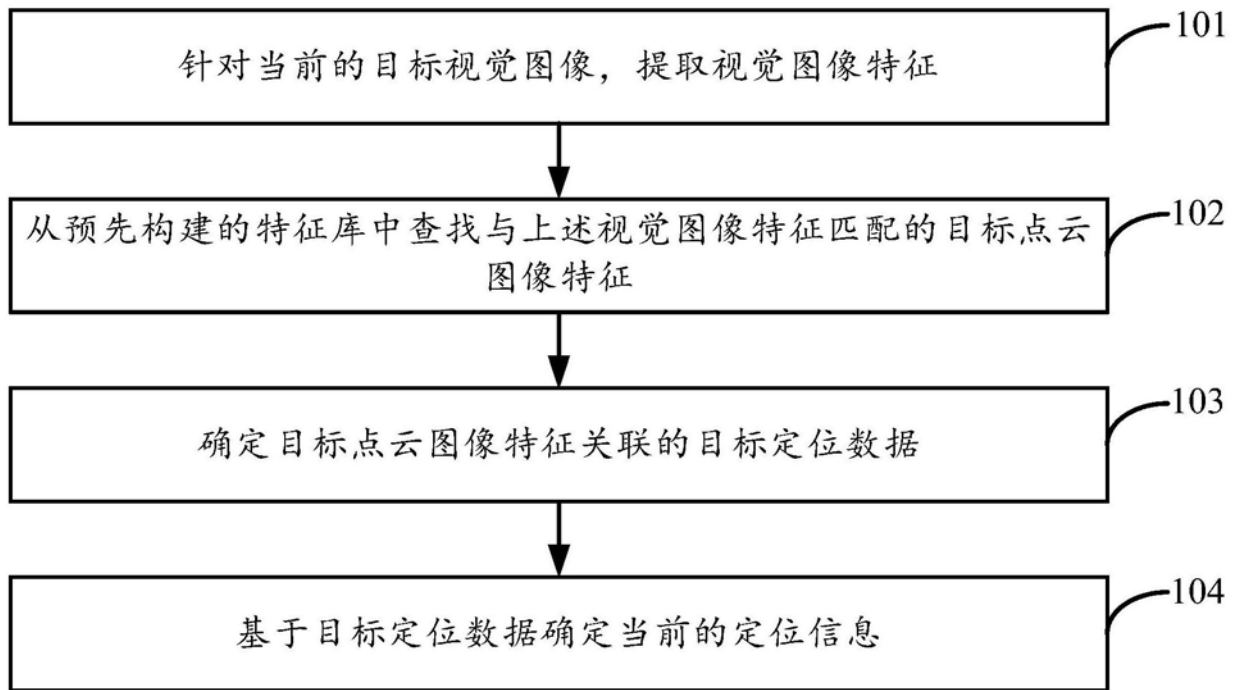 针对当前的目标视觉图像，提取视觉图像特征
101
从预先构建的特征库中查找与上述视觉图像特征匹配的目标点云
图像特征
102
确定目标点云图像特征关联的目标定位数据
103
基于目标定位数据确定当前的定位信息
104